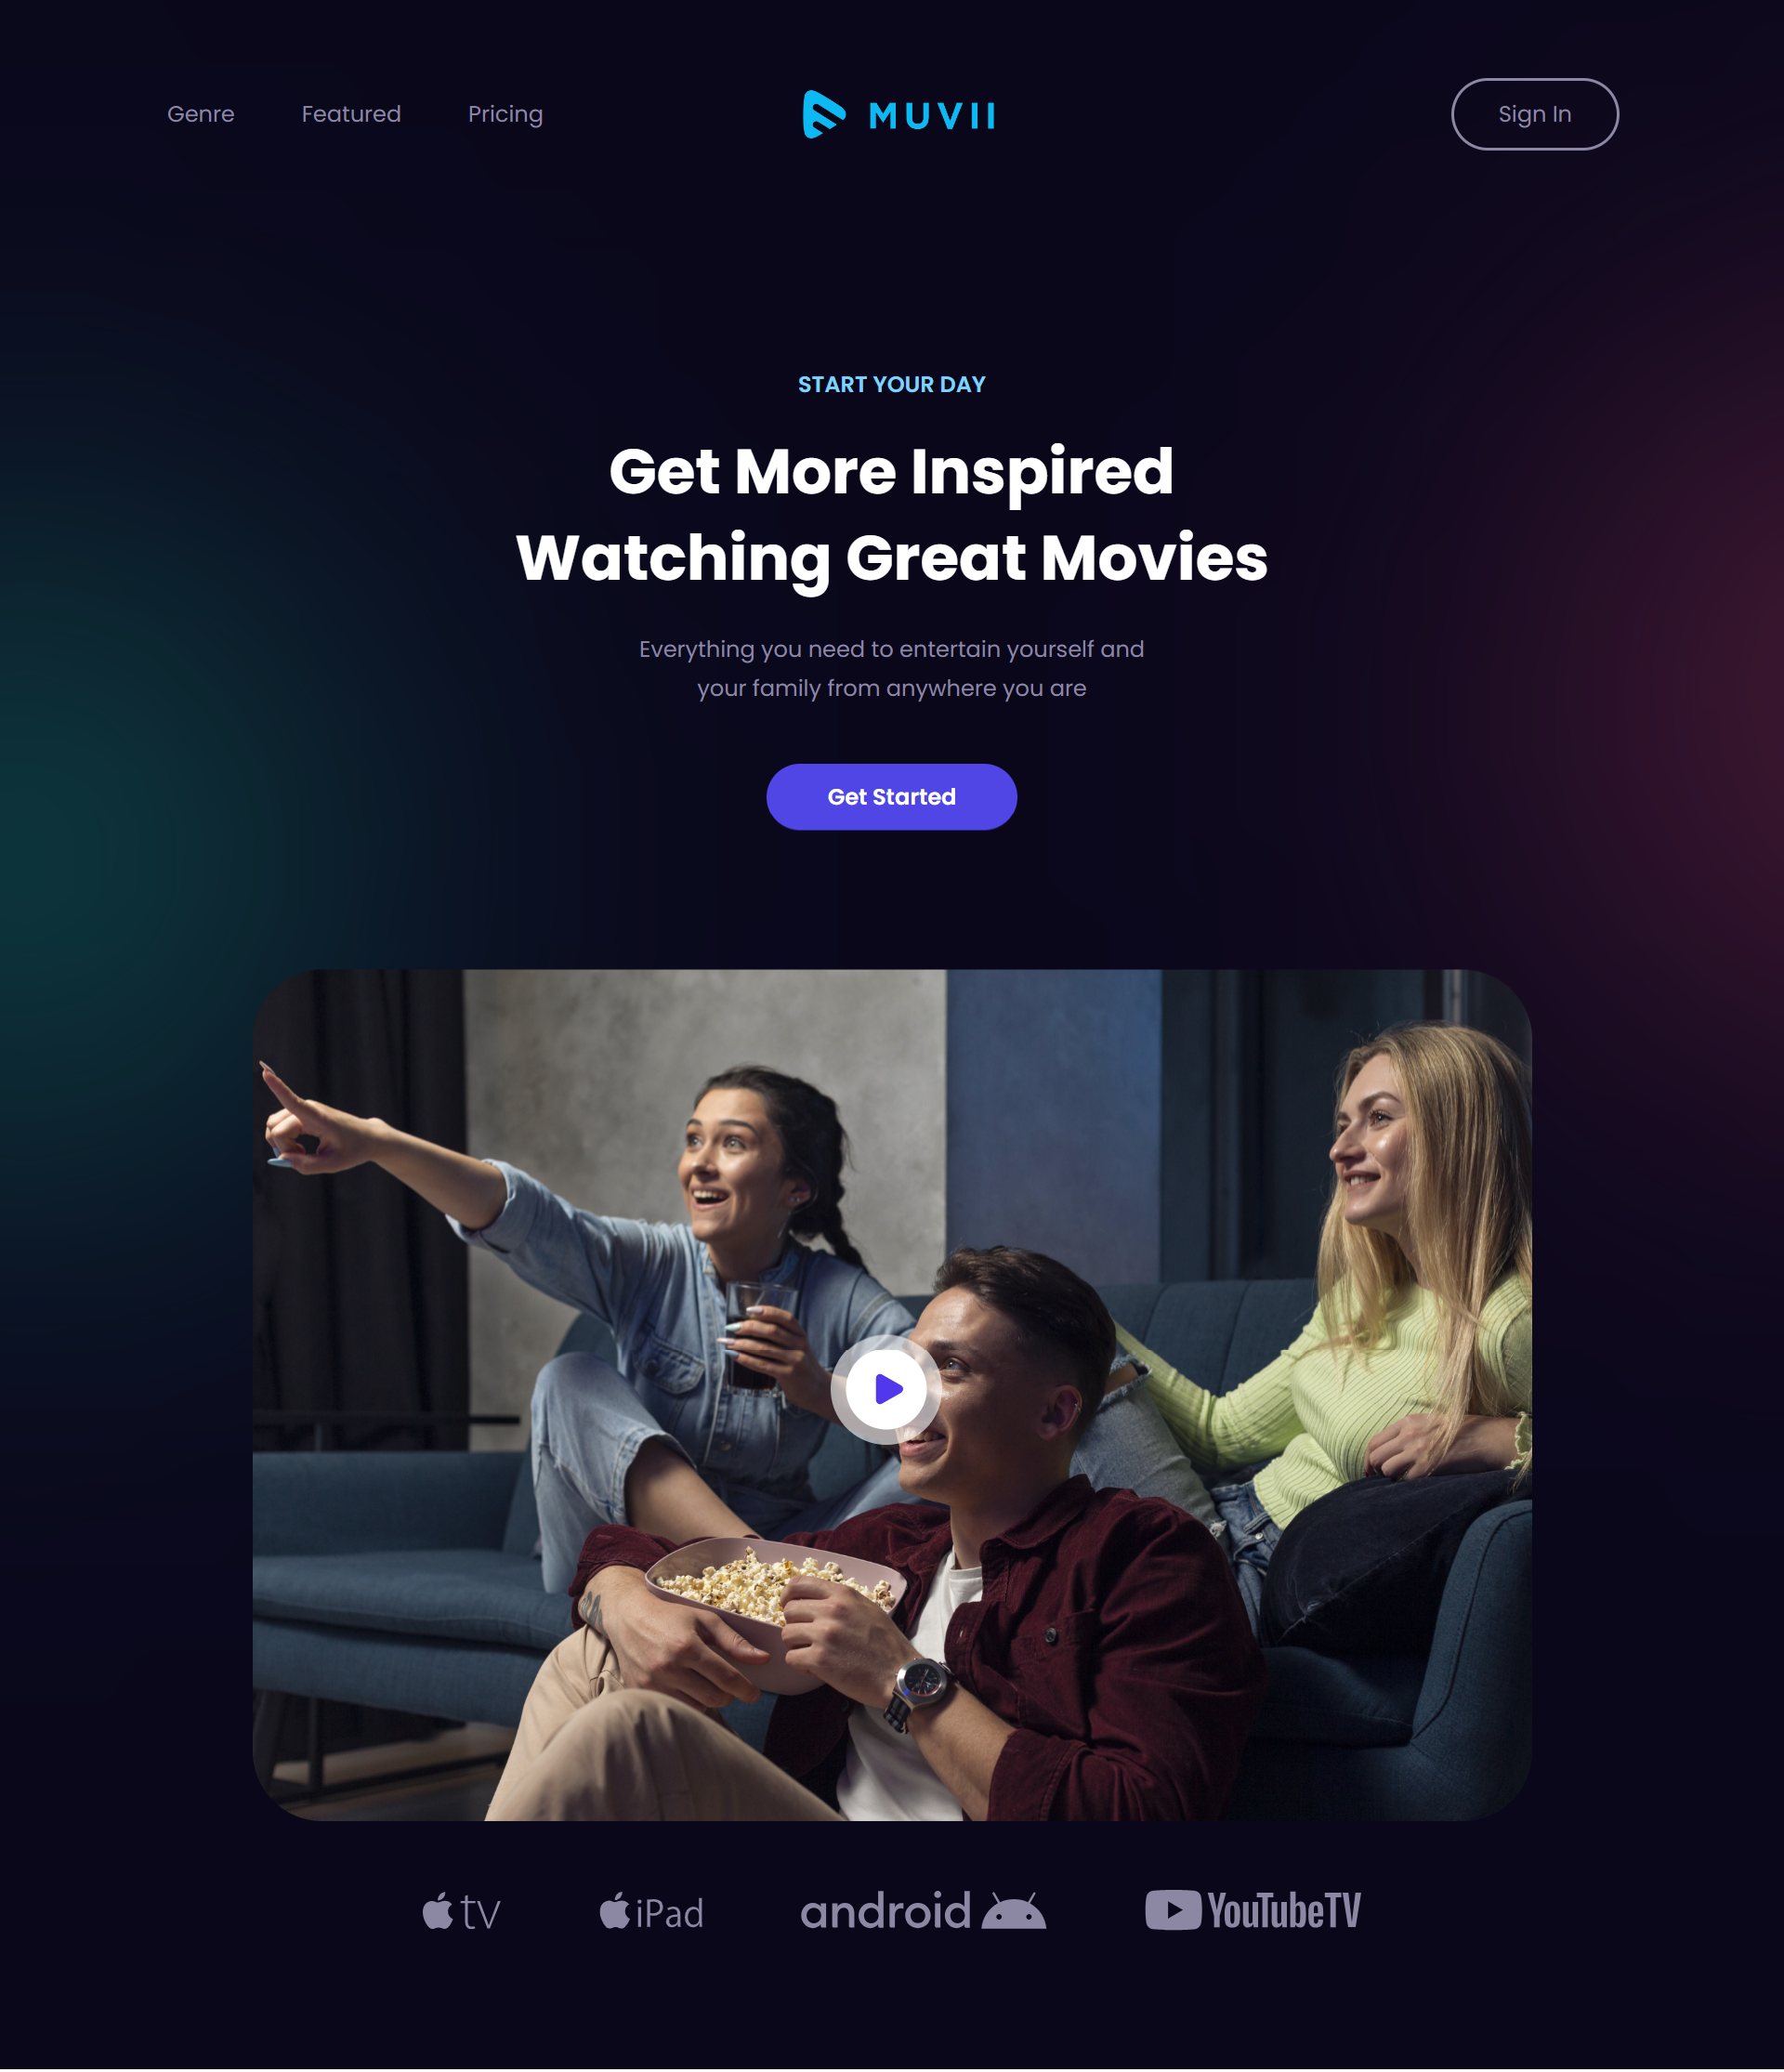 Genre Featured Pricing MUVII Sign In
START YOUR DAY
Get More Inspired
Watching Great Movies
Everything you need to entertain yourself and
your family from anywhere you are
Get Started
tv iPad android YouTubeTV